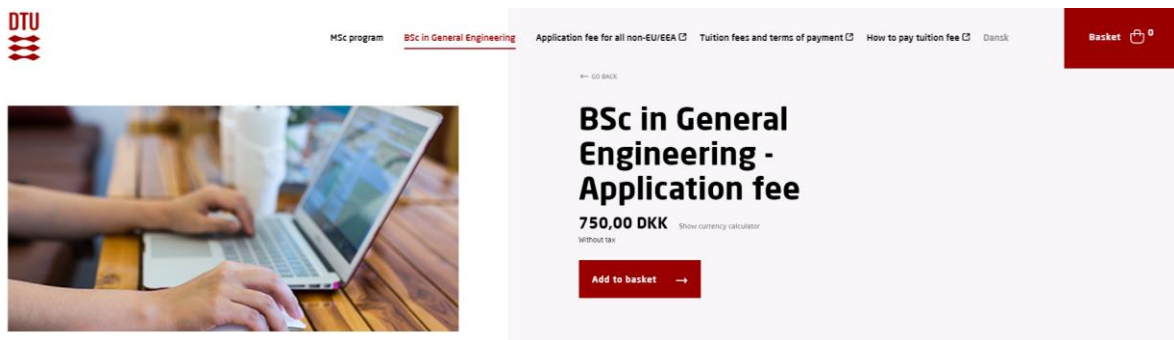 DTU
MSc program BSc in General Engineering Application fee for all non-EU/EEA Tuition fees and terms of payment How to pay tuition fee Dansk Basket 0
← GO BACK
BSc in General
Engineering -
Application fee
750,00 DKK Show currency calculator
Without tax
Add to basket →